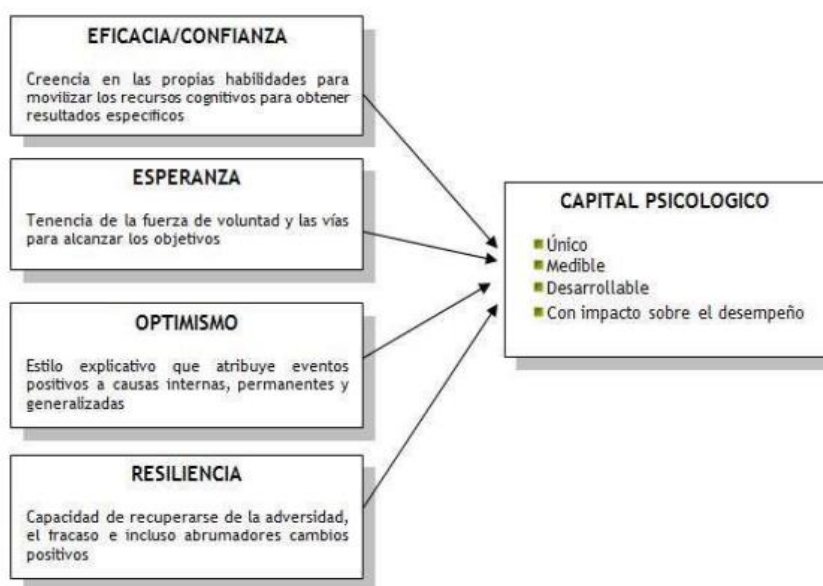 EFICACIA/CONFIANZA
Creencia en las propias habilidades para
movilizar los recursos cognitivos para obtener
resultados específicos
ESPERANZA
Tenencia de la fuerza de voluntad y las vías
para alcanzar los objetivos
OPTIMISMO
Estilo explicativo que atribuye eventos
positivos a causas internas, permanentes y
generalizadas
RESILIENCIA
Capacidad de recuperarse de la adversidad,
el fracaso e incluso abrumadores cambios
positivos
CAPITAL PSICOLOGICO
Único
Medible
Desarrollable
Con impacto sobre el desempeño